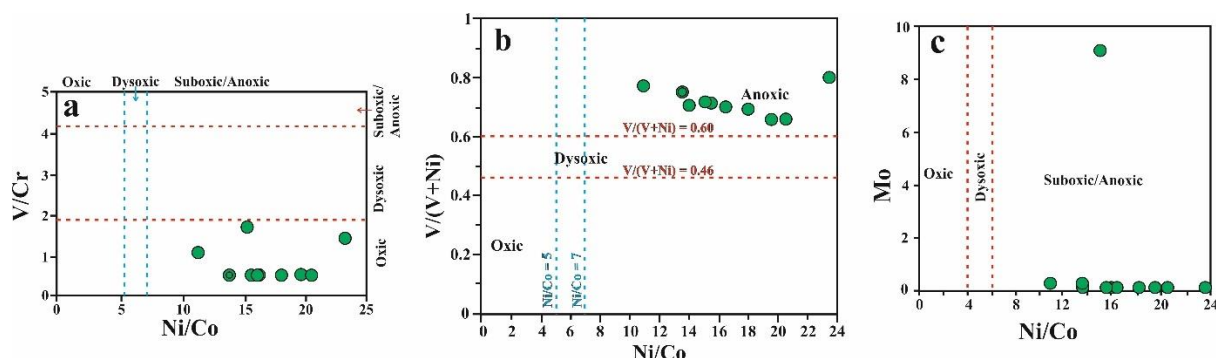 Oxic Dysoxic Suboxic/Anoxic
a
5
4
3
2
1
0
V/Cr
Suboxic/
Anoxic
Dysoxic
Oxic
0 5 10 15 20 25
Ni/Co
b
1
0.8
0.6
0.4
0.2
0
V/(V+Ni)
Anoxic
V/(V+Ni) = 0.60
Dysoxic
V/(V+Ni) = 0.46
Oxic
Ni/Co = 5
Ni/Co = 7
0 2 4 6 8 10 12 14 16 18 20 22 24
Ni/Co
c
10
8
6
4
2
0
Mo
Oxic
Dysoxic
Suboxic/Anoxic
0 4 8 12 16 20 24
Ni/Co